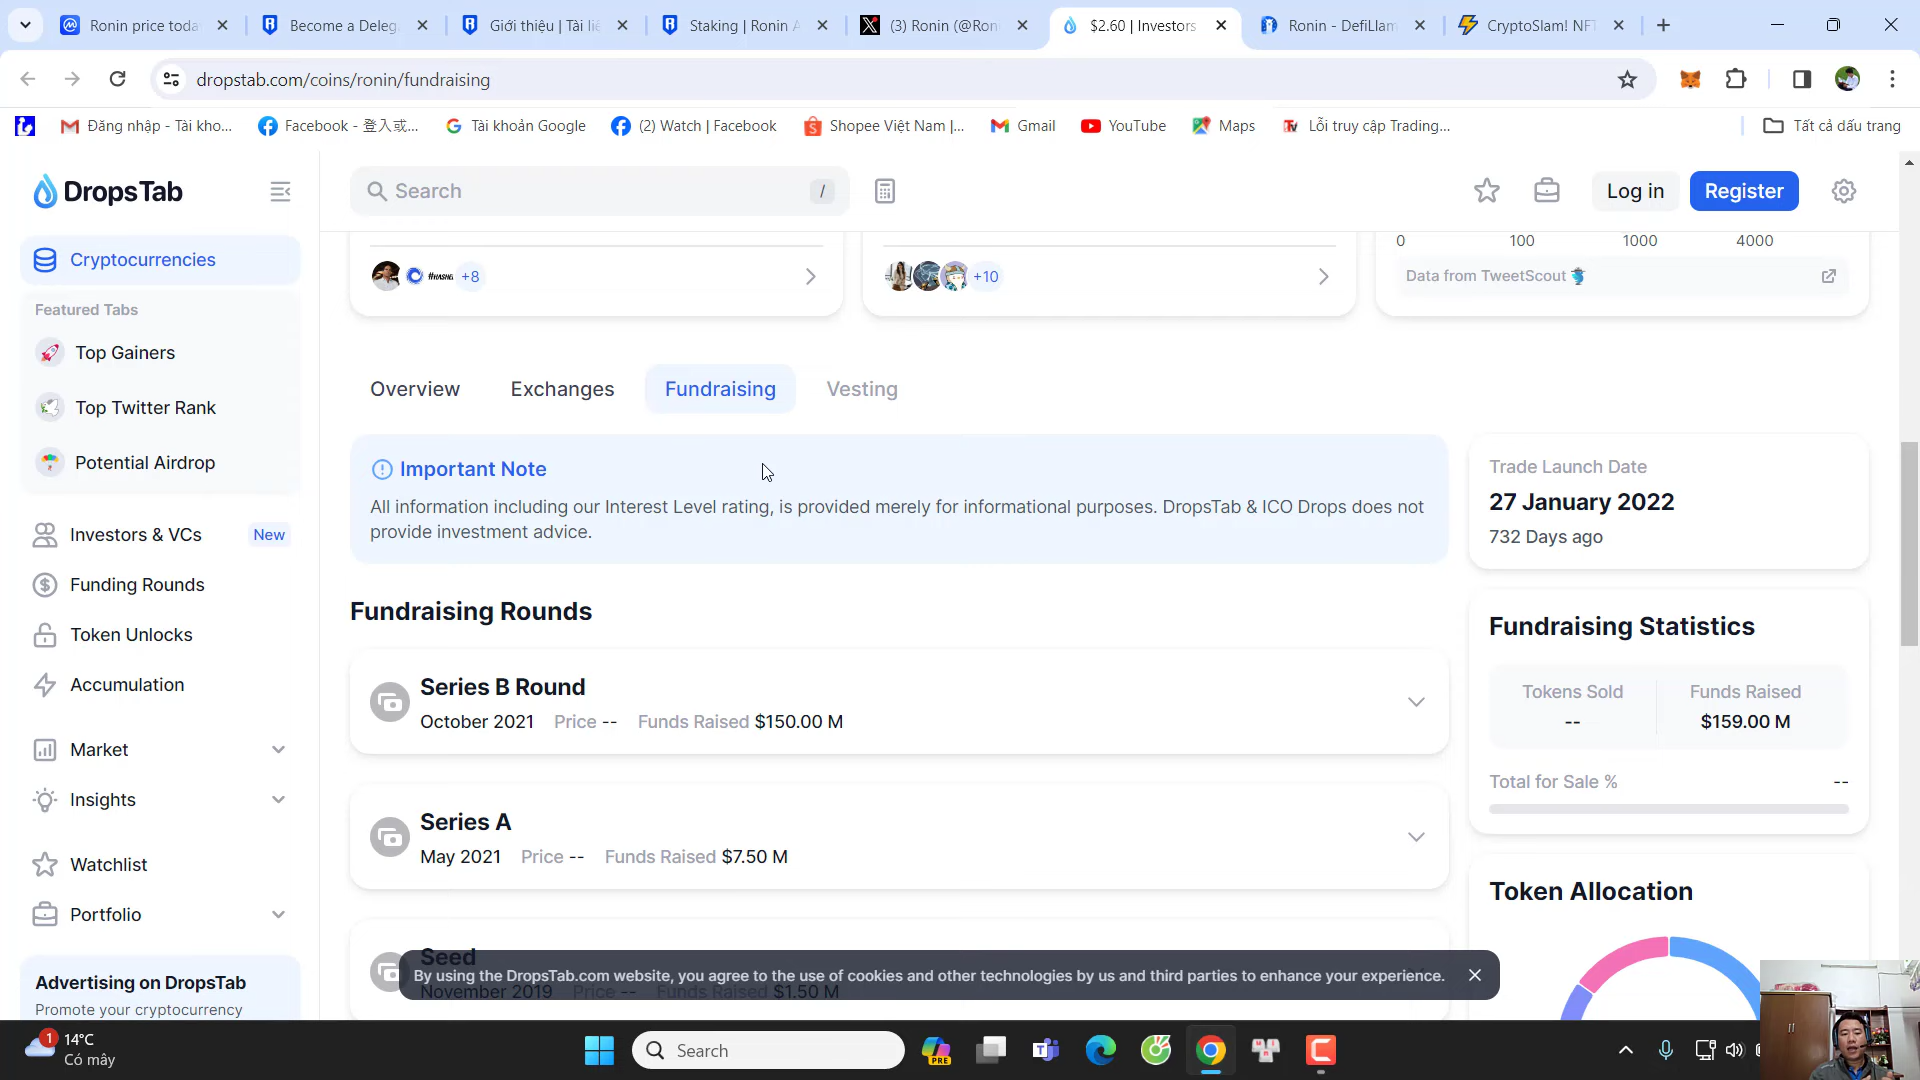 Ronin price toda
Become a Deleg
Giới thiệu | Tài liệ
Staking | Ronin A
(3) Ronin (@Ron
$2.60 | Investors
Ronin - DefiLlam
CryptoSlam! NFT
dropstab.com/coins/ronin/fundraising
Đăng nhập - Tài kho...
Facebook - 登入或...
Tài khoản Google
(2) Watch | Facebook
Shopee Việt Nam |...
Gmail
YouTube
Maps
Lỗi truy cập Trading...
Tất cả dấu trang
DropsTab
Search
/
Log in
Register
Cryptocurrencies
Featured Tabs
Top Gainers
Top Twitter Rank
Potential Airdrop
Investors & VCs
New
Funding Rounds
Token Unlocks
Accumulation
Market
Insights
Watchlist
Portfolio
Advertising on DropsTab
Promote your cryptocurrency
+8
+10
0 100 1000 4000
Data from TweetScout
Overview
Exchanges
Fundraising
Vesting
Important Note
All information including our Interest Level rating, is provided merely for informational purposes. DropsTab & ICO Drops does not
provide investment advice.
Fundraising Rounds
Series B Round
October 2021 Price -- Funds Raised $150.00 M
Series A
May 2021 Price -- Funds Raised $7.50 M
Seed
November 2019 Price -- Funds Raised $1.50 M
By using the DropsTab.com website, you agree to the use of cookies and other technologies by us and third parties to enhance your experience.
Trade Launch Date
27 January 2022
732 Days ago
Fundraising Statistics
Tokens Sold
--
Funds Raised
$159.00 M
Total for Sale %
--
Token Allocation
1
14°C
Có mây
Search
PRE